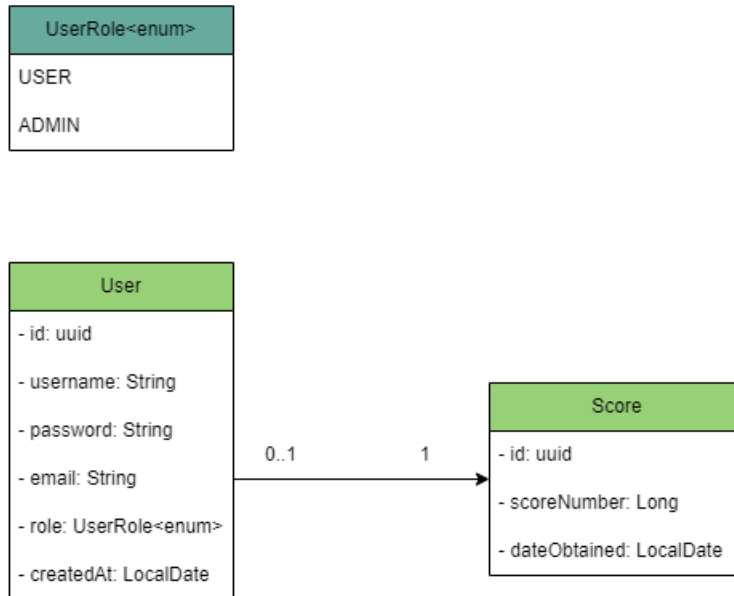 UserRole<enum>
USER
ADMIN
User
- id: uuid
- username: String
- password: String
- email: String
- role: UserRole<enum>
- createdAt: LocalDate
0..1
1
Score
- id: uuid
- scoreNumber: Long
- dateObtained: LocalDate